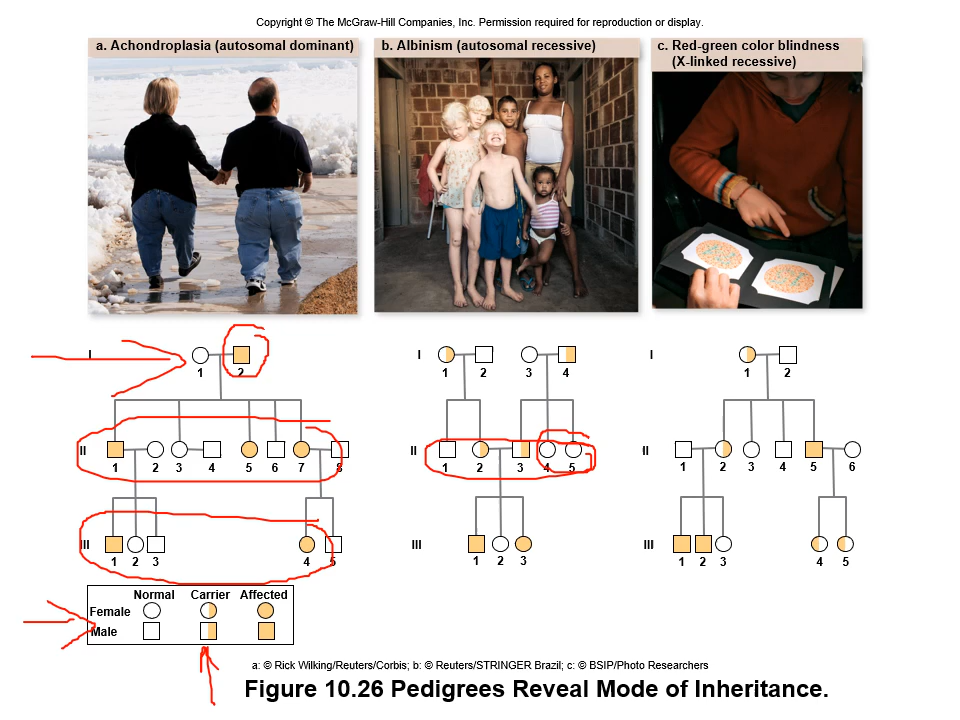 Copyright © The McGraw-Hill Companies, Inc. Permission required for reproduction or display.
a. Achondroplasia (autosomal dominant)
b. Albinism (autosomal recessive)
c. Red-green color blindness
(X-linked recessive)
I
1 2
II
1 2 3 4 5 6 7 8
III
1 2 3 4 5
I
1 2 3 4
II
1 2 3 4 5
III
1 2 3
I
1 2
II
1 2 3 4 5 6
III
1 2 3 4 5
Normal Carrier Affected
Female
Male
a: © Rick Wilking/Reuters/Corbis; b: © Reuters/STRINGER Brazil; c: © BSIP/Photo Researchers
Figure 10.26 Pedigrees Reveal Mode of Inheritance.